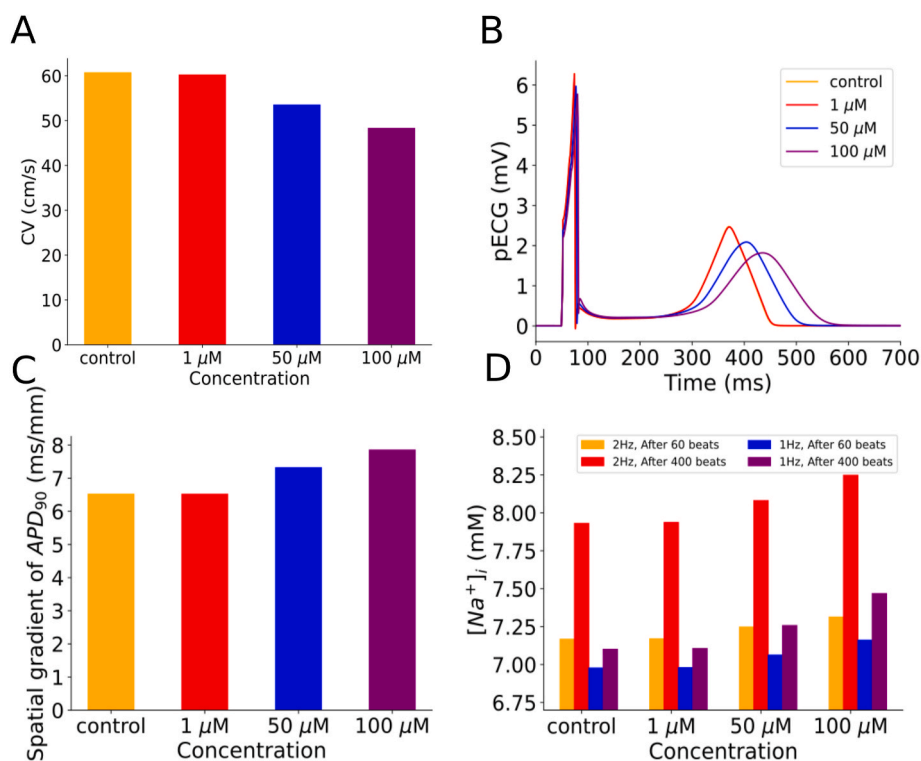 A
CV (cm/s)
60
50
40
30
20
10
0
control
1 μM
50 μM
100 μM
Concentration
B
pECG (mV)
6
5
4
3
2
1
0
control
1 μM
50 μM
100 μM
0
100
200
300
400
500
600
700
Time (ms)
C
Spatial gradient of APD90 (ms/mm)
8
7
6
5
4
3
2
1
0
control
1 μM
50 μM
100 μM
Concentration
D
[Na+]i (mM)
8.50
8.25
8.00
7.75
7.50
7.25
7.00
6.75
2Hz, After 60 beats
2Hz, After 400 beats
1Hz, After 60 beats
1Hz, After 400 beats
control
1 μM
50 μM
100 μM
Concentration